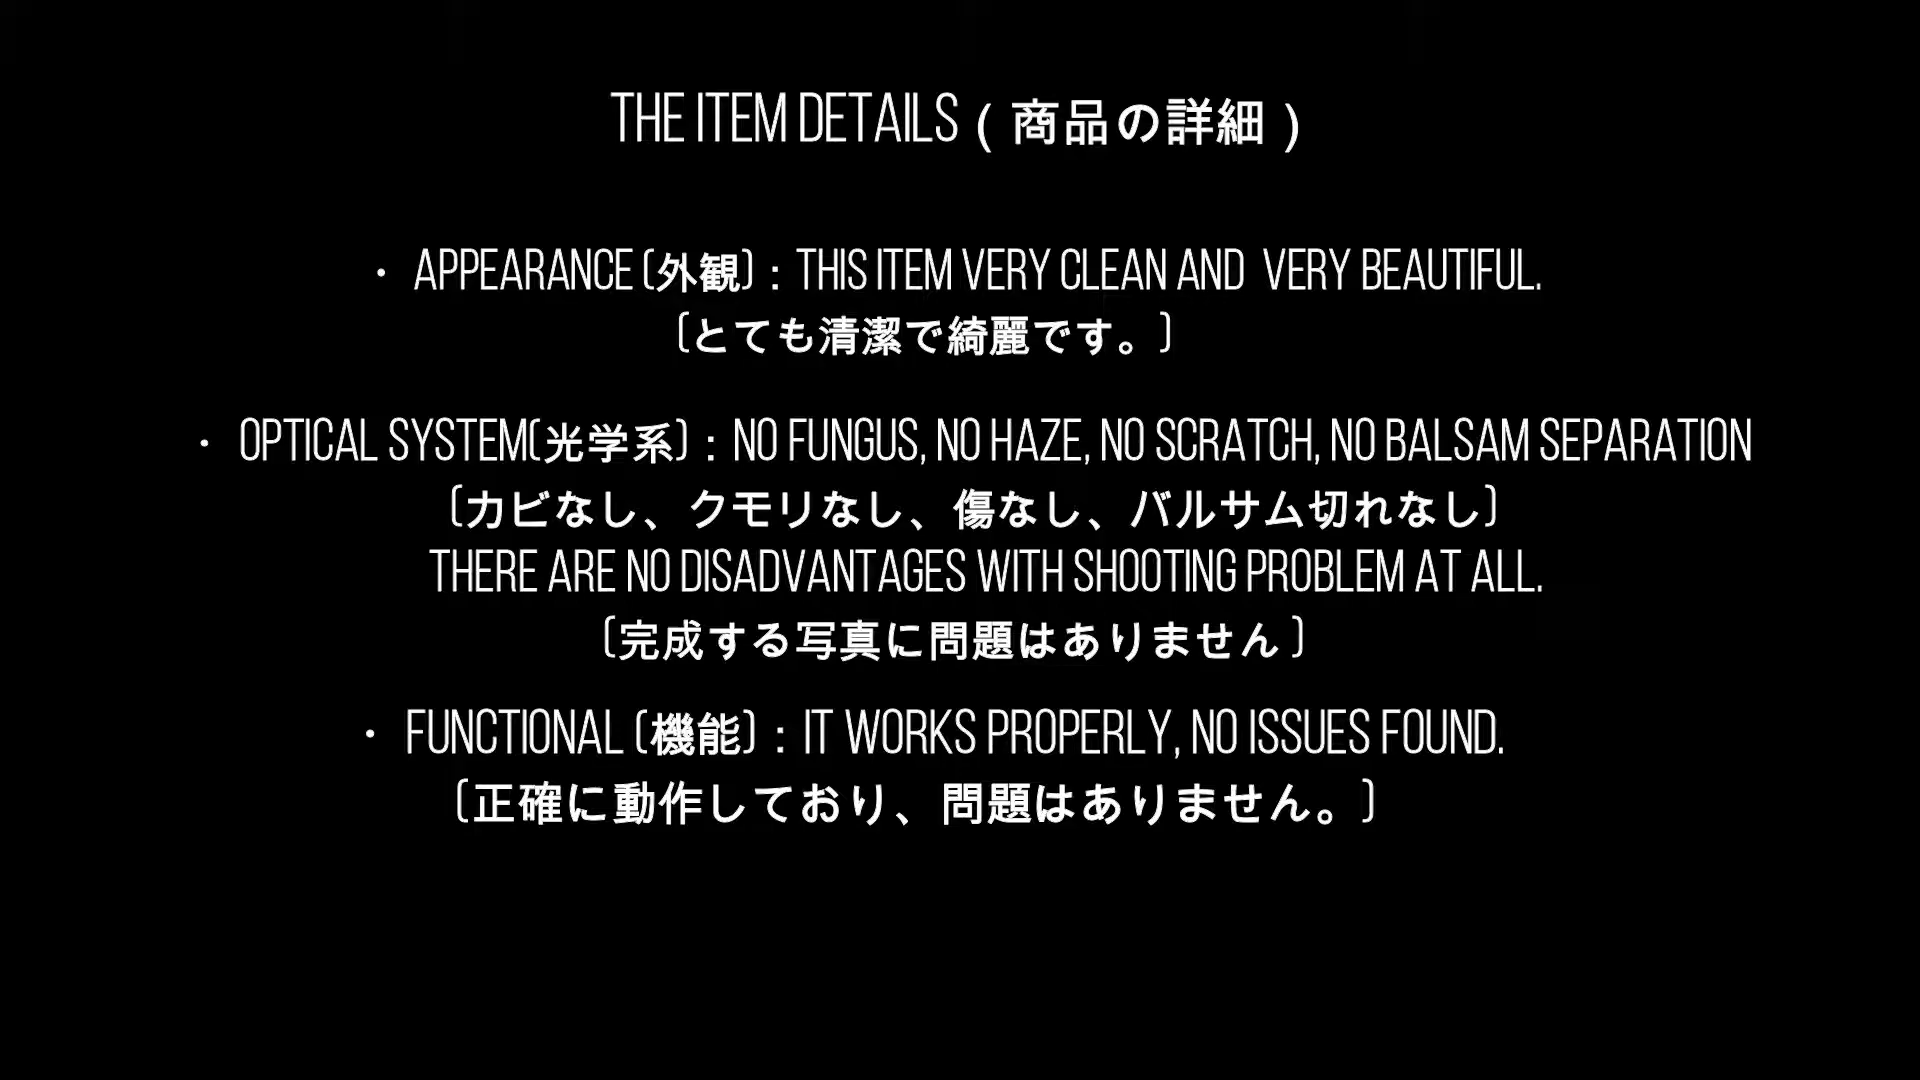 THE ITEM DETAILS ( 商品の詳細 )
・ APPEARANCE (外観) : THIS ITEM VERY CLEAN AND VERY BEAUTIFUL.
(とても清潔で綺麗です。)
・ OPTICAL SYSTEM(光学系) : NO FUNGUS, NO HAZE, NO SCRATCH, NO BALSAM SEPARATION
(カビなし、クモリなし、傷なし、バルサム切れなし)
THERE ARE NO DISADVANTAGES WITH SHOOTING PROBLEM AT ALL.
(完成する写真に問題はありません )
・ FUNCTIONAL (機能) : IT WORKS PROPERLY, NO ISSUES FOUND.
(正確に動作しており、問題はありません。)